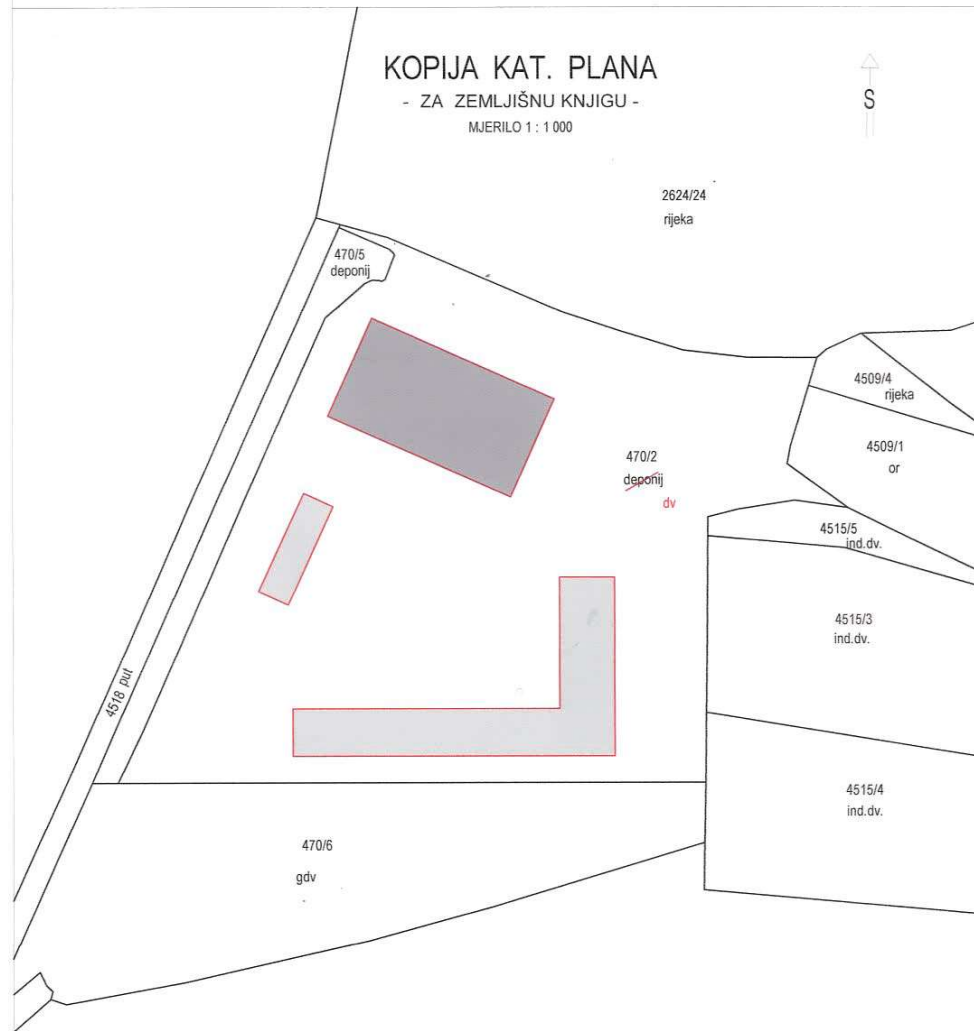 KOPIJA KAT. PLANA
- ZA ZEMLJIŠNU KNJIGU -
MJERILO 1 : 1 000
S
2624/24
rijeka
470/5
deponij
4509/4
rijeka
4509/1
or
470/2
deponij
dv
4515/5
ind.dv.
4515/3
ind.dv.
4518 put
4515/4
ind.dv.
470/6
gdv